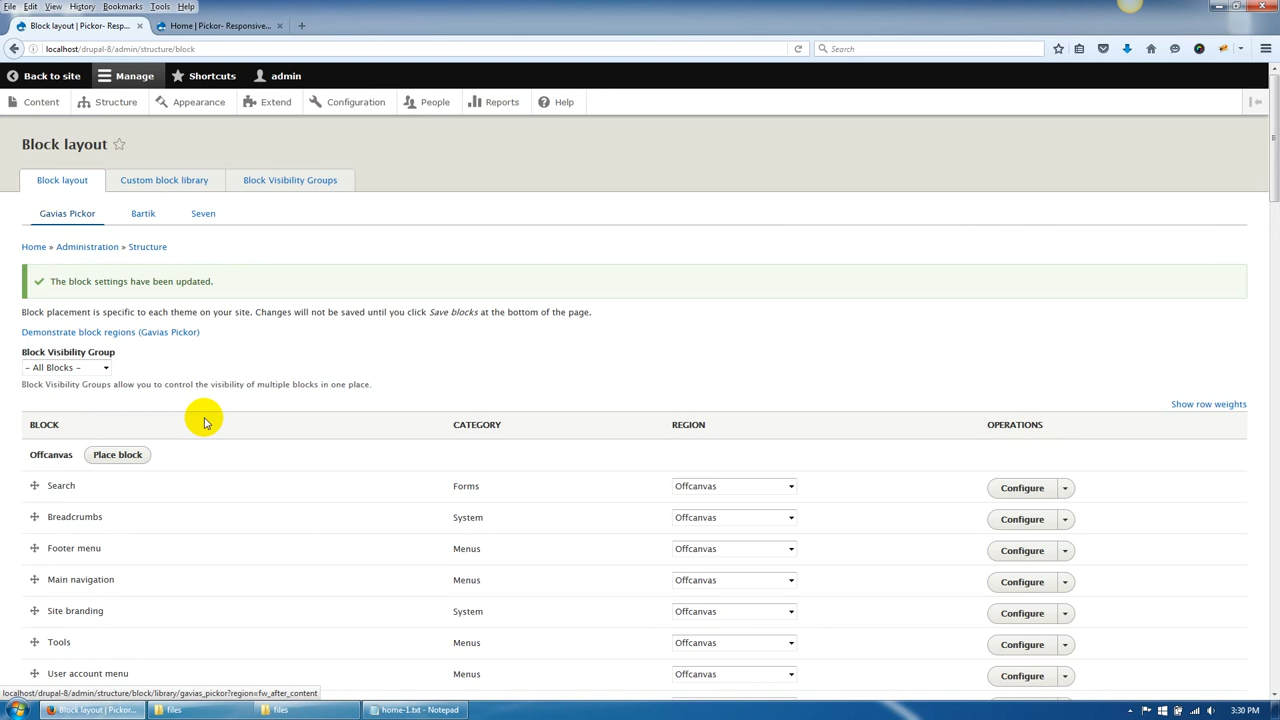 File Edit View History Bookmarks Tools Help
Block layout | Pickor- Resp... × Home | Pickor- Responsive... × +
localhost/drupal-8/admin/structure/block Search
Back to site Manage Shortcuts admin
Content Structure Appearance Extend Configuration People Reports Help
Block layout
Block layout Custom block library Block Visibility Groups
Gavias Pickor Bartik Seven
Home » Administration » Structure
The block settings have been updated.
Block placement is specific to each theme on your site. Changes will not be saved until you click Save blocks at the bottom of the page.
Demonstrate block regions (Gavias Pickor)
Block Visibility Group
- All Blocks -
Block Visibility Groups allow you to control the visibility of multiple blocks in one place.
Show row weights
BLOCK CATEGORY REGION OPERATIONS
Offcanvas Place block
Search Forms Offcanvas Configure
Breadcrumbs System Offcanvas Configure
Footer menu Menus Offcanvas Configure
Main navigation Menus Offcanvas Configure
Site branding System Offcanvas Configure
Tools Menus Offcanvas Configure
User account menu Menus Offcanvas Configure
localhost/drupal-8/admin/structure/block/library/gavias_pickor?region=fw_after_content
Block layout | Pickor... files files home-1.txt - Notepad 3:30 PM